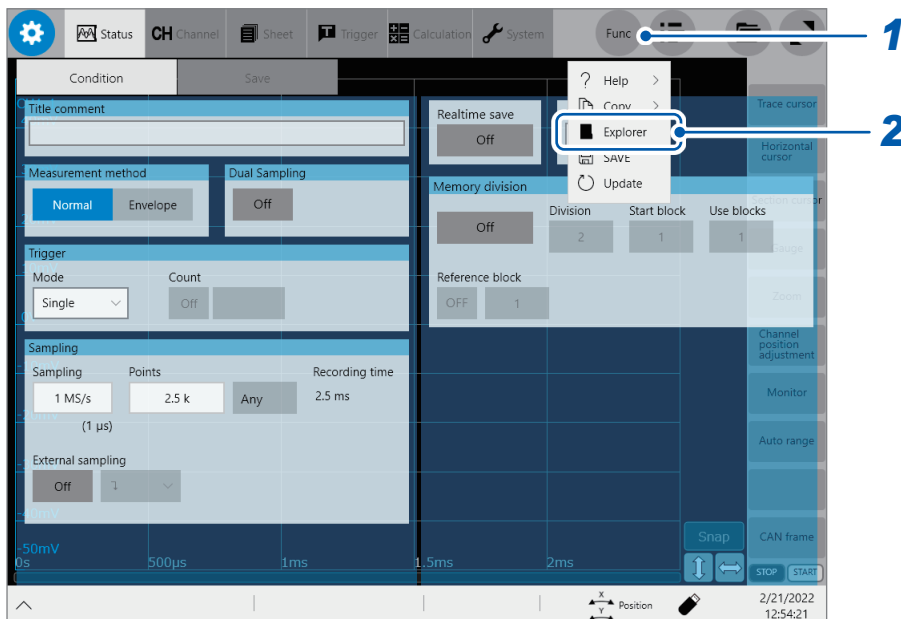 Status CH Channel Sheet Trigger Calculation System Func
1
Condition Save
? Help >
Copy >
Explorer
2
SAVE
Update
Title comment
Realtime save
Off
Measurement method
Normal Envelope
Dual Sampling
Off
Memory division
Off
Division Start block Use blocks
2 1 1
Reference block
OFF 1
Trigger
Mode Count
Single Off
Sampling
Sampling Points Recording time
1 MS/s 2.5 k Any 2.5 ms
(1 µs)
External sampling
Off
-50mV
0s 500µs 1ms 1.5ms 2ms
Trace cursor
Horizontal
cursor
Section cursor
Gauge
Zoom
Channel
position
adjustment
Monitor
Auto range
Snap
CAN frame
STOP START
X
Y
Position
2/21/2022
12:54:21